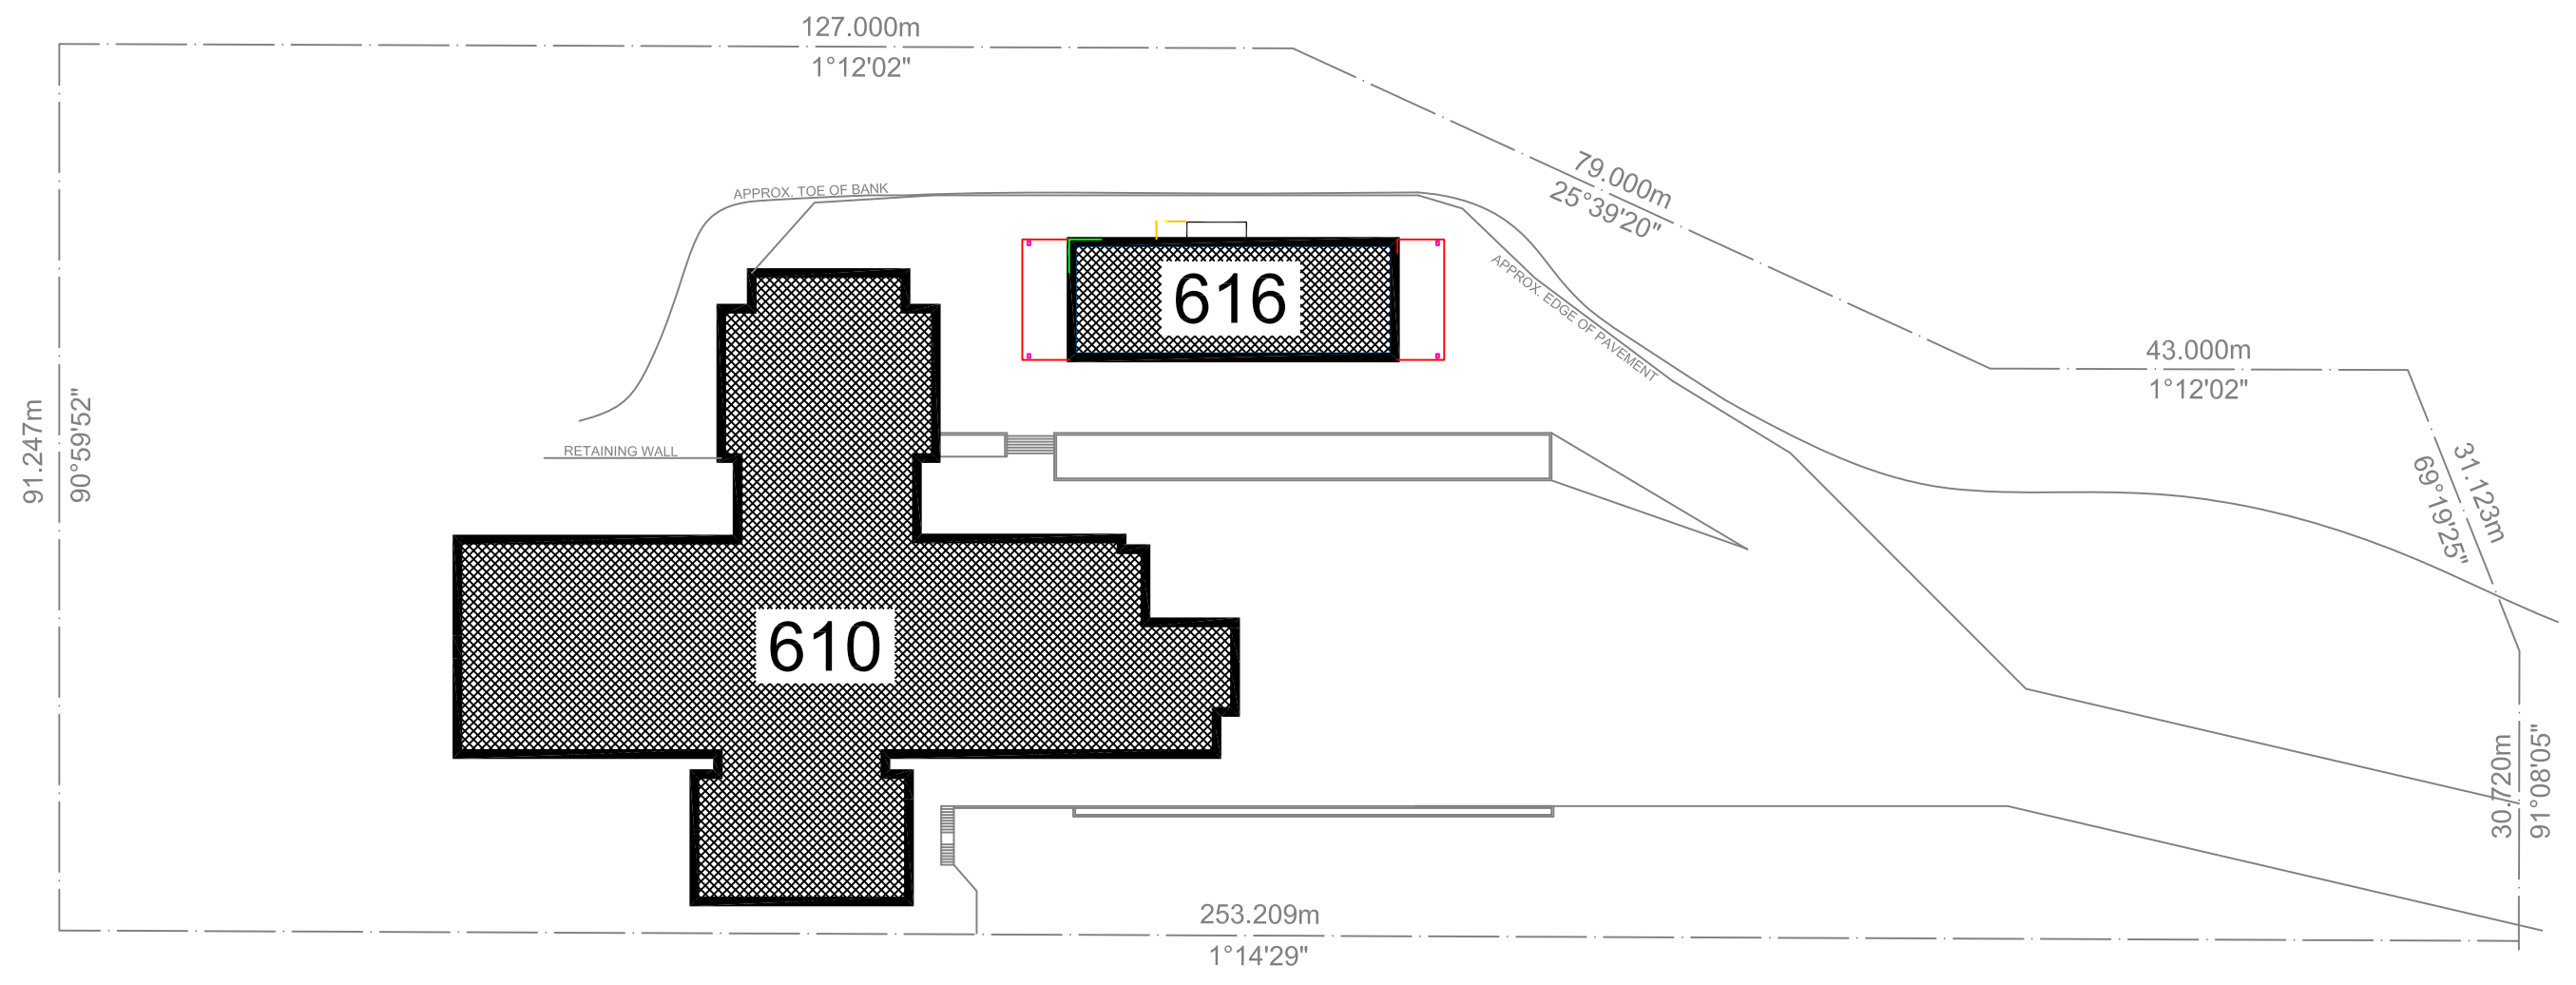 127.000m
1°12'02"
79.000m
25°39'20"
APPROX. TOE OF BANK
616
APPROX. EDGE OF PAVEMENT
43.000m
1°12'02"
91.247m
90°59'52"
RETAINING WALL
31.123m
69°19'25"
610
30.720m
91°08'05"
253.209m
1°14'29"